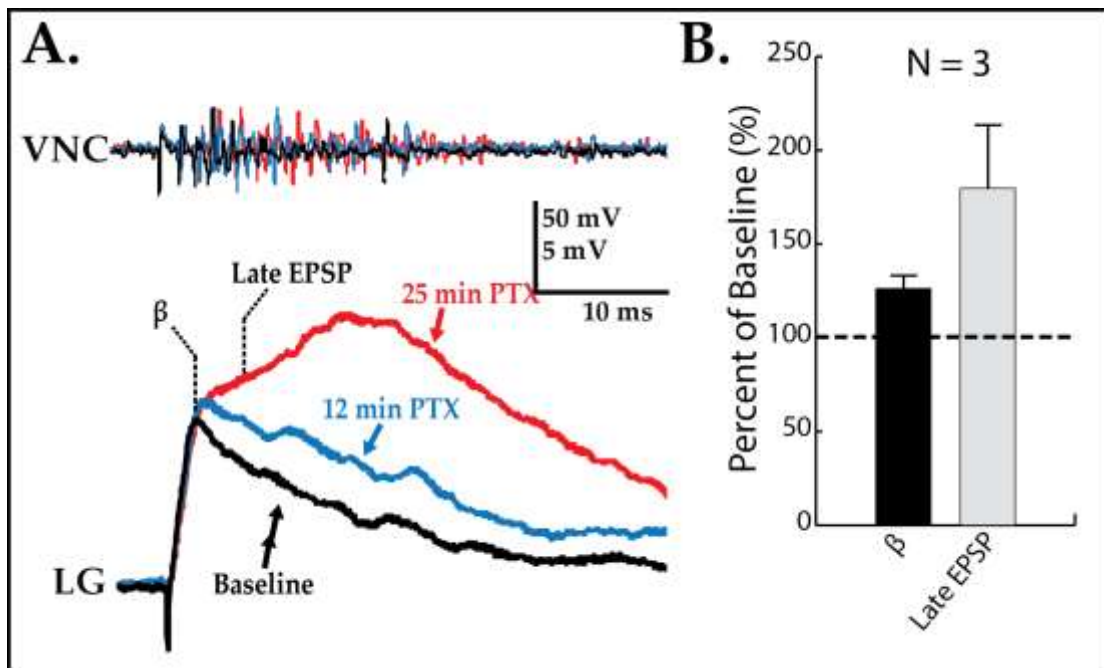 A.
VNC
50 mV
5 mV
10 ms
Late EPSP
β
25 min PTX
12 min PTX
Baseline
LG
B.
N = 3
Percent of Baseline (%)
250
200
150
100
50
0
β
Late EPSP